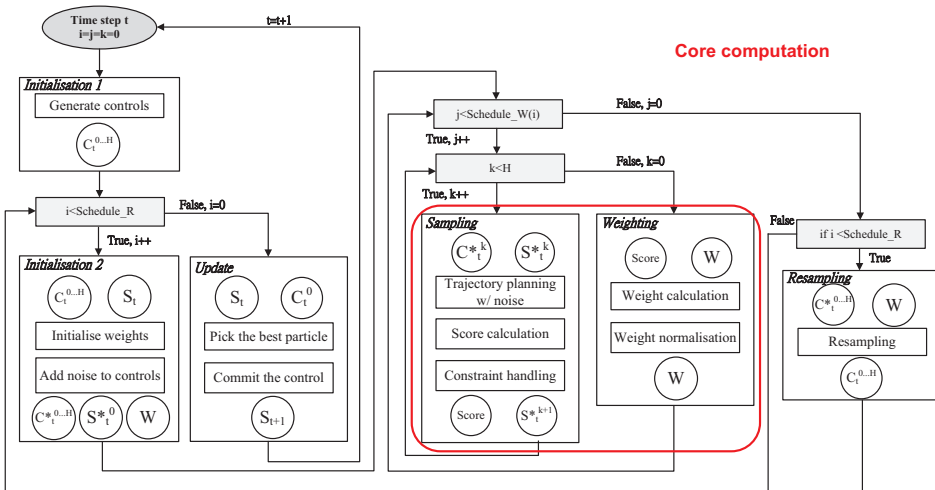 Time step t
i=j=k=0
t=t+1
Core computation
Initialisation 1
Generate controls
C_t^{0...H}
i<Schedule_R
False, i=0
True, i++
Initialisation 2
C_t^{0...H}
S_t
Initialise weights
Add noise to controls
C*_t^{0...H}
S*_t^0
W
Update
S_t
C_t^0
Pick the best particle
Commit the control
S_{t+1}
j<Schedule_W(i)
False, j=0
True, j++
k<H
False, k=0
True, k++
Sampling
C*_t^k
S*_t^k
Trajectory planning
w/ noise
Score calculation
Constraint handling
Score
S*_t^{k+1}
Weighting
Score
W
Weight calculation
Weight normalisation
W
False
if i <Schedule_R
True
Resampling
C*_t^{0...H}
W
Resampling
C_t^{0...H}